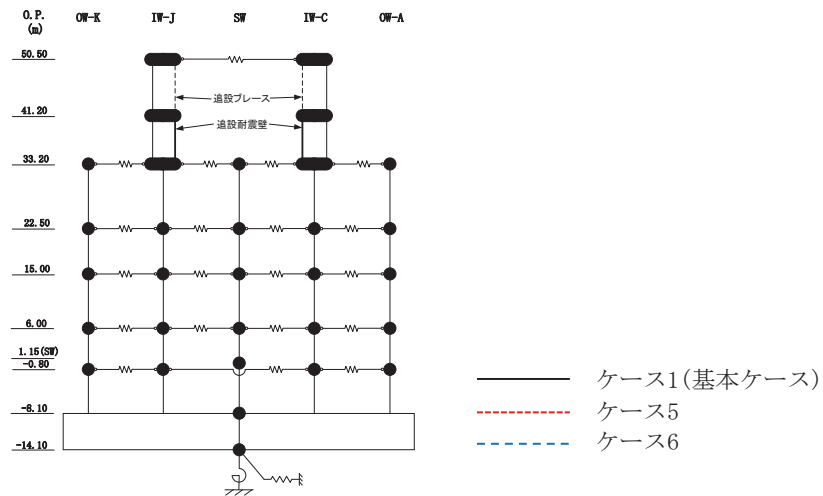 O.P.
(m)
OW-K IW-J SW IW-C OW-A
50.50
追設ブレース
41.20
追設耐震壁
33.20
22.50
15.00
6.00
1.15(SW)
-0.80
-8.10
-14.10
ケース1(基本ケース)
ケース5
ケース6